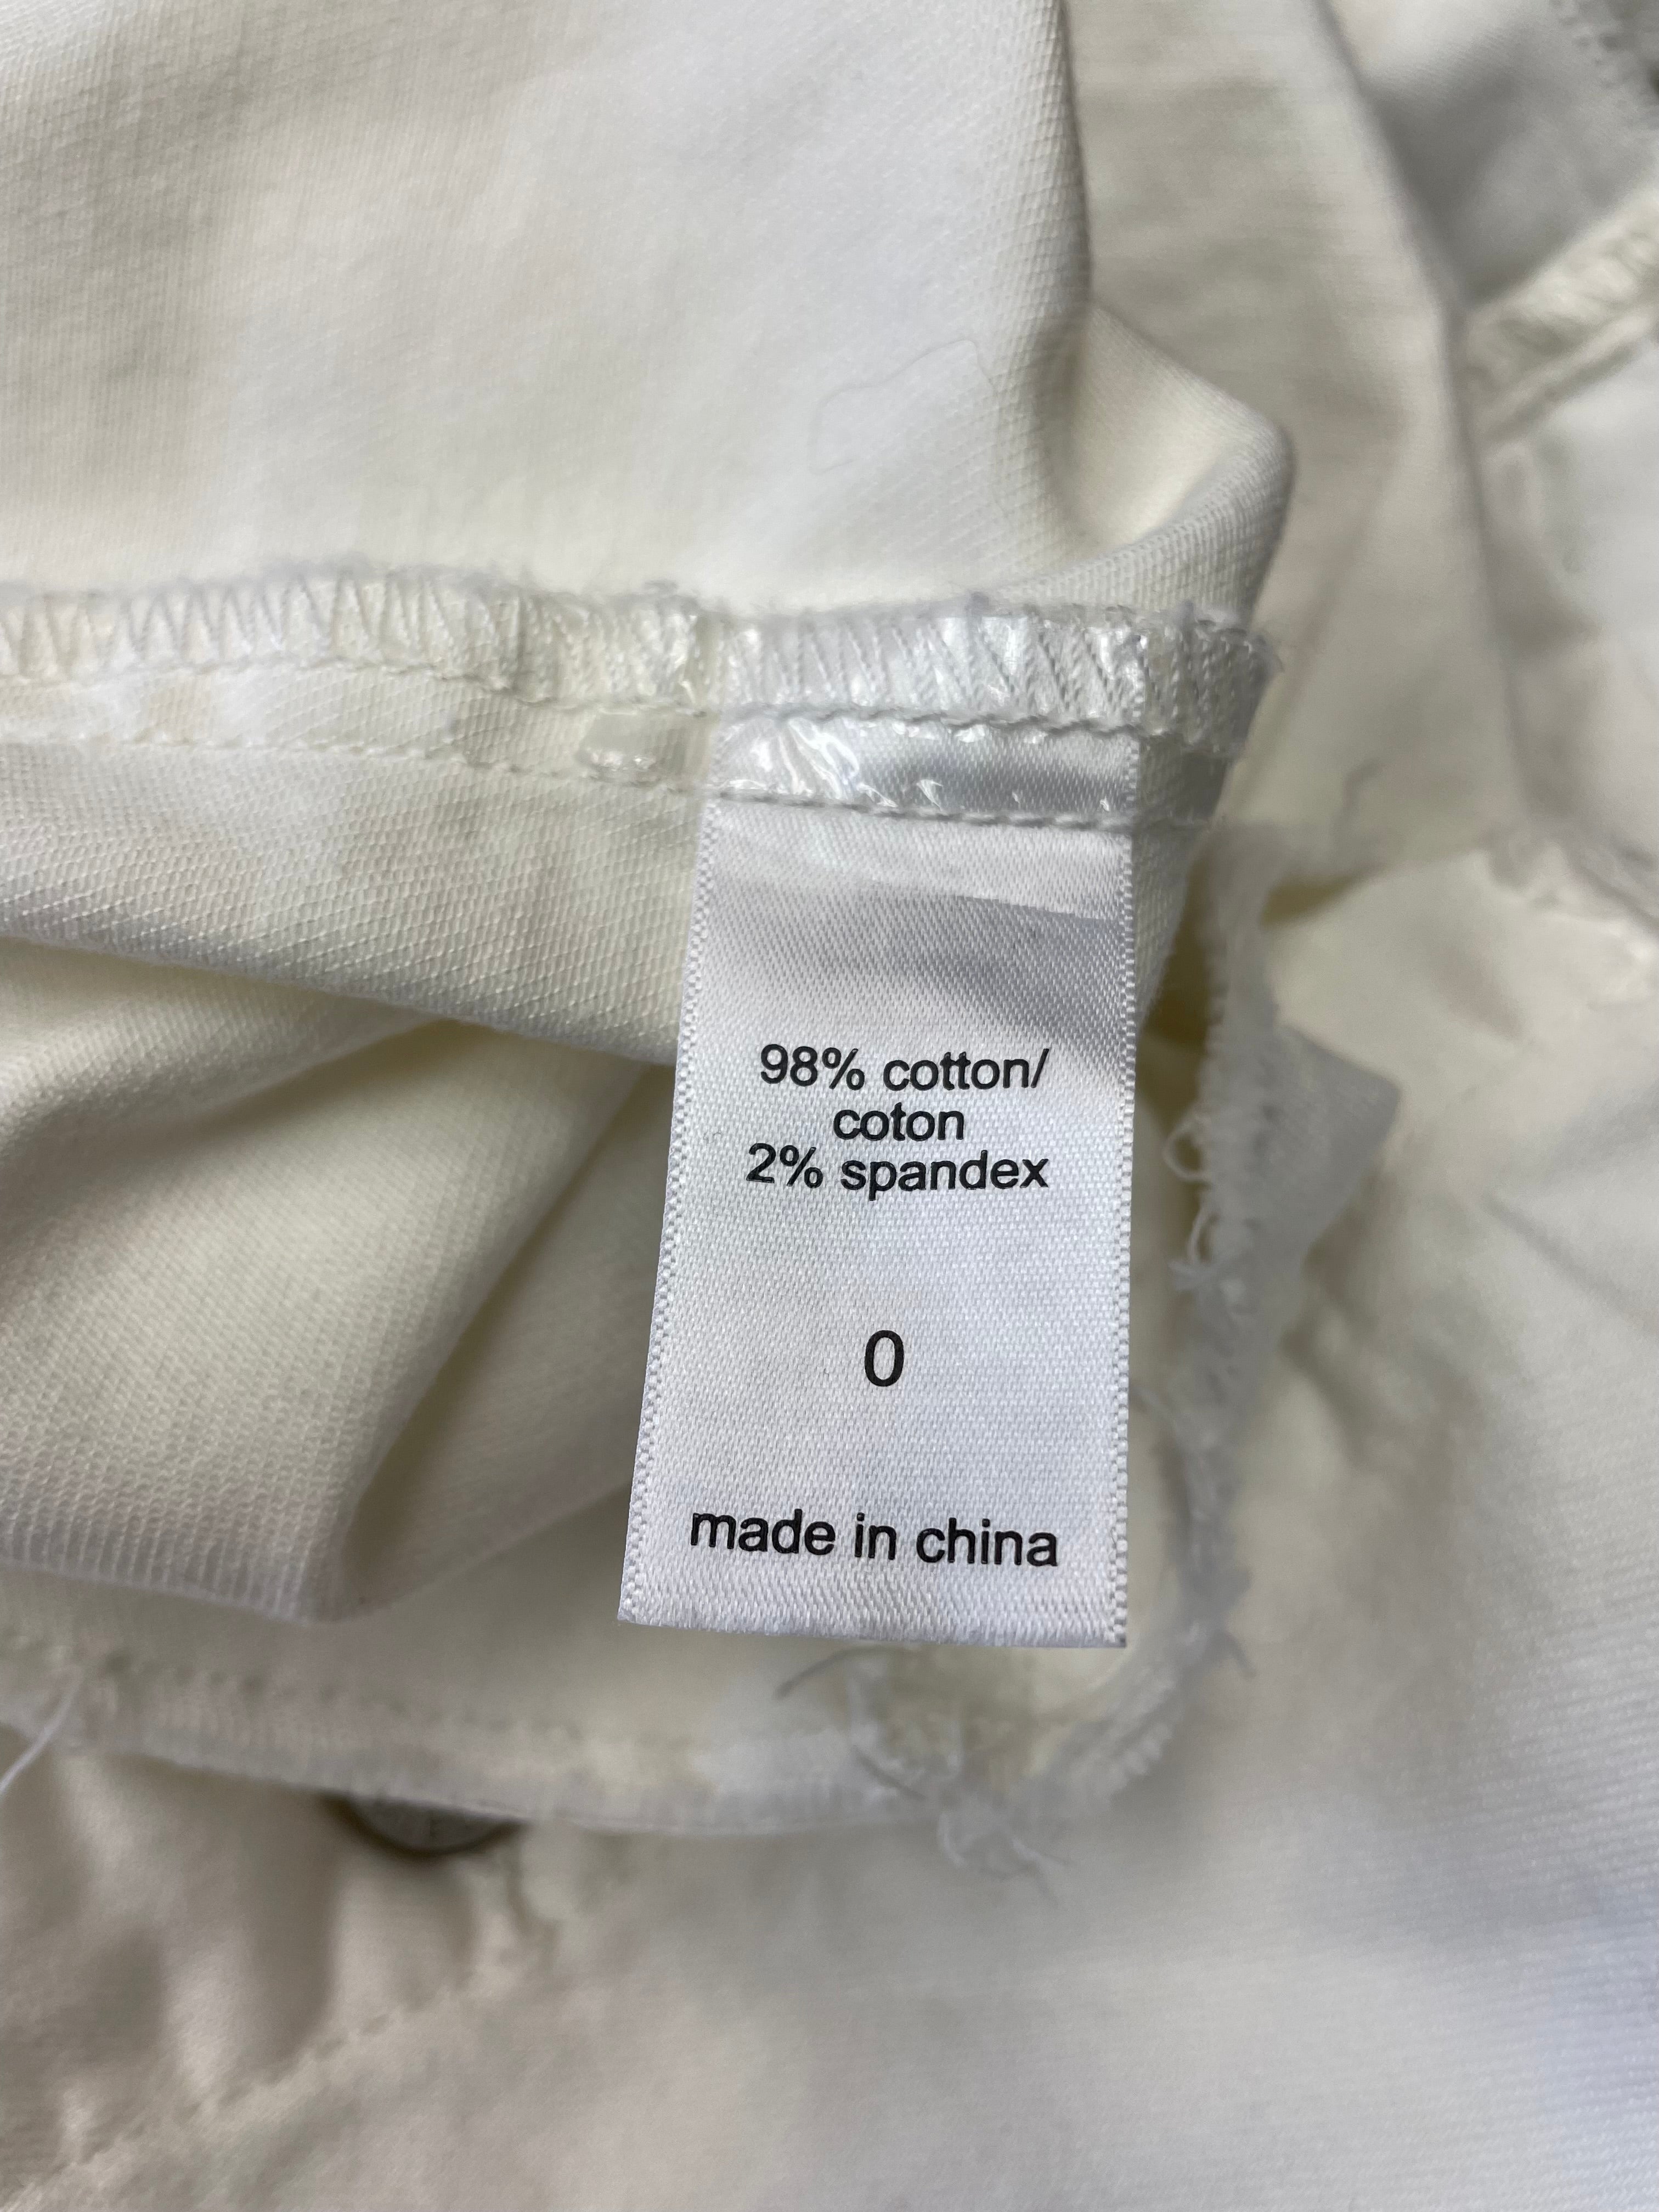 98% cotton/
coton
2% spandex
0
made in china